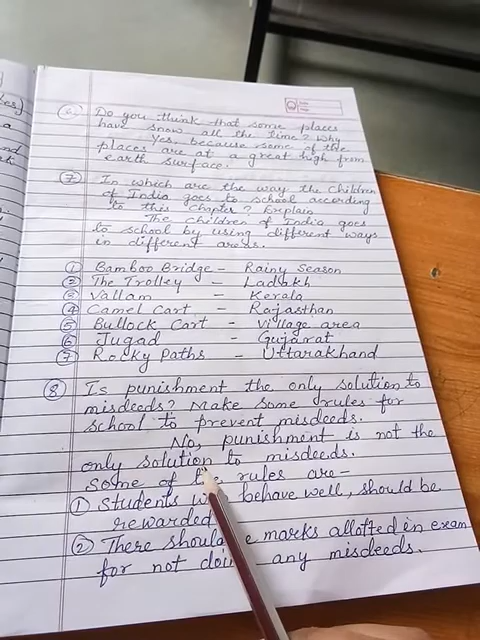 Do you think that some places
have snow all the time? Why
Yes, because some of the
places are at a great high from
earth surface.
⑦ In which are the way the children
of India goes to school according
to this chapter? Explain
The children of India goes
to school by using different ways
in different areas.
① Bamboo Bridge - Rainy Season
② The Trolley - Ladakh
③ Vallam - Kerala
④ Camel Cart - Rajasthan
⑤ Bullock Cart - Village area
⑥ Jugad - Gujarat
⑦ Rocky Paths - Uttarakhand
⑧ Is punishment the only solution to
misdeeds? Make some rules for
school to prevent misdeeds.
No, punishment is not the
only solution to misdeeds.
Some of the rules are-
① Students behave well, should be
rewarded
② There marks allotted in exam
for not any misdeeds.